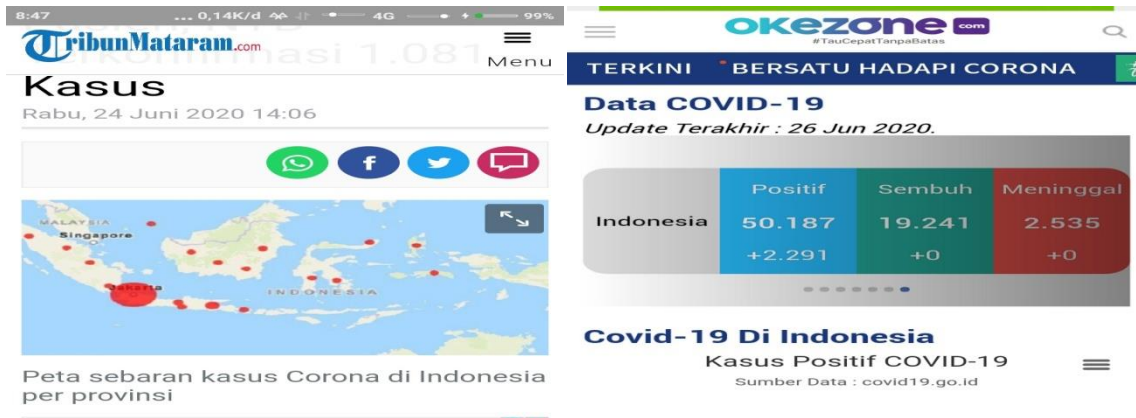 8:47 ... 0,14K/d 4G 99%
TribunMataram.com
Terkonfirmasi 1.081
Menu
Kasus
Rabu, 24 Juni 2020 14:06
MALAYSIA
Singapore
Jakarta
INDONESIA
Peta sebaran kasus Corona di Indonesia
per provinsi
okezone com
#TauCepatTanpaBatas
TERKINI BERSATU HADAPI CORONA
Data COVID-19
Update Terakhir : 26 Jun 2020.
Positif Sembuh Meninggal
Indonesia 50.187 19.241 2.535
+2.291 +0 +0
Covid-19 Di Indonesia
Kasus Positif COVID-19
Sumber Data : covid19.go.id